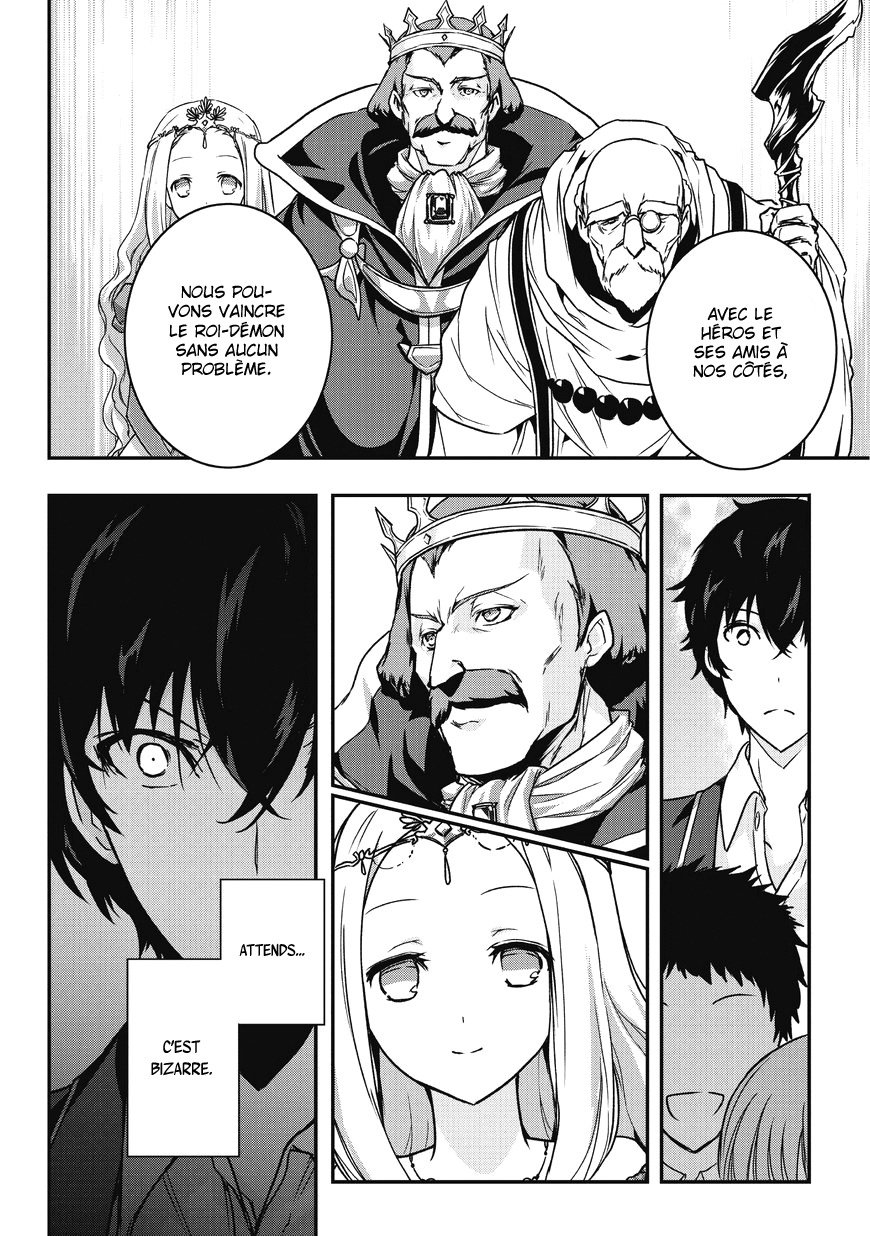 AVEC LE
HÉROS ET
SES AMIS À
NOS CÔTÉS,
NOUS POU-
VONS VAINCRE
LE ROI-DÉMON
SANS AUCUN
PROBLÈME.
ATTENDS...
C'EST
BIZARRE.